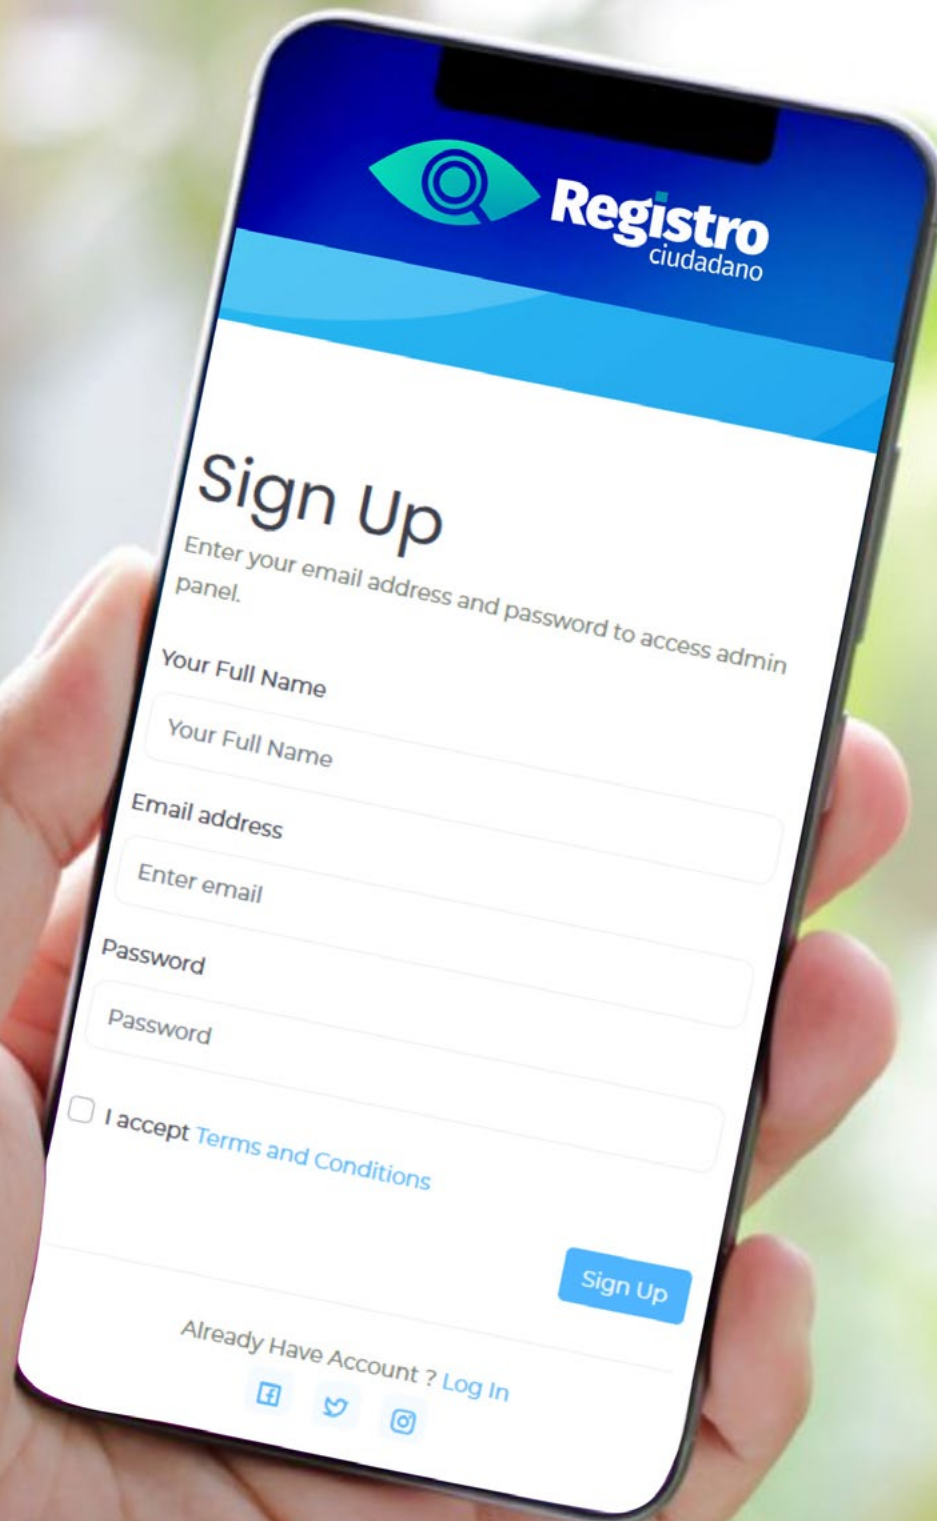 Registro
ciudadano
Sign Up
Enter your email address and password to access admin
panel.
Your Full Name
Your Full Name
Email address
Enter email
Password
Password
I accept Terms and Conditions
Sign Up
Already Have Account ? Log In